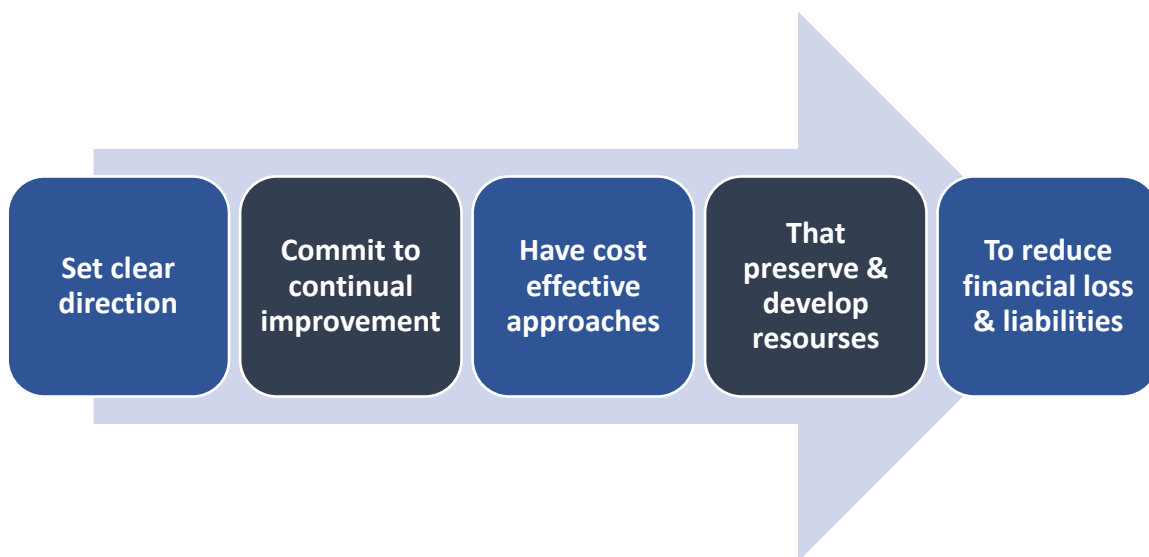 Set clear
direction
Commit to
continual
improvement
Have cost
effective
approaches
That
preserve &
develop
resourses
To reduce
financial loss
& liabilities